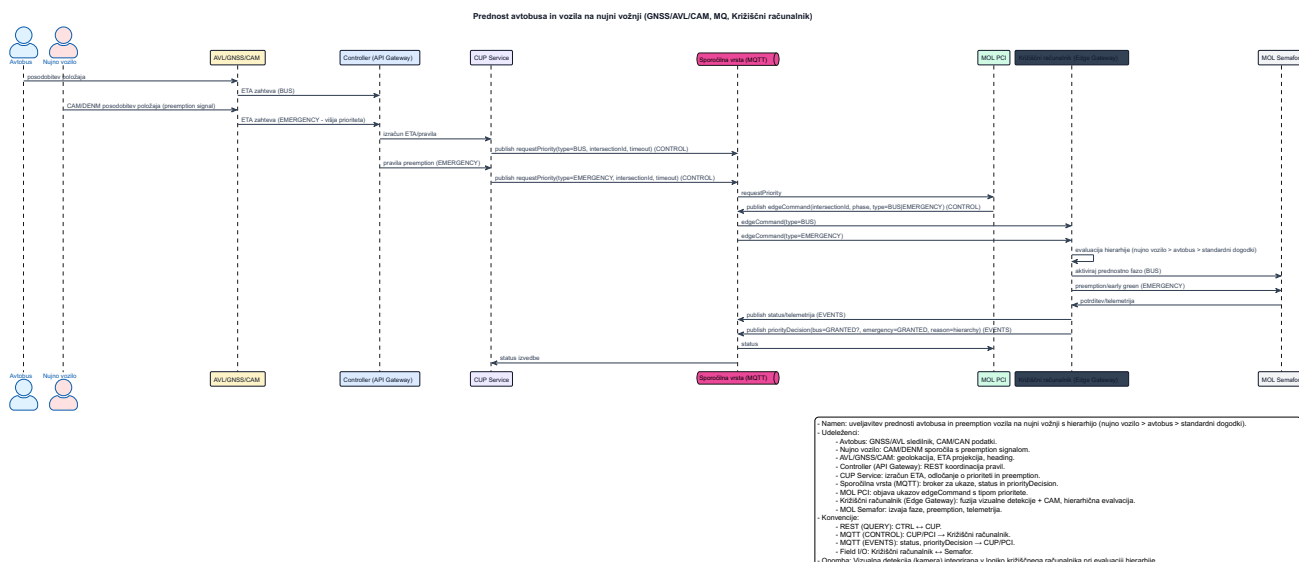 Prednost avtobusa in vozila na nujni vožnji (GNSS/AVL/CAM, MQ, Križiščni računalnik)
Avtobus
Nujno vozilo
AVL/GNSS/CAM
Controller (API Gateway)
CUP Service
Sporočilna vrsta (MQTT)
MOL PCI
Križiščni računalnik (Edge Gateway)
MOL Semafor
posodobitev položaja
ETA zahteva (BUS)
CAM/DENM posodobitev položaja (preemption signal)
ETA zahteva (EMERGENCY - višja prioriteta)
izračun ETA/pravila
publish requestPriority(type=BUS, intersectionId, timeout) (CONTROL)
pravila preemption (EMERGENCY)
publish requestPriority(type=EMERGENCY, intersectionId, timeout) (CONTROL)
requestPriority
publish edgeCommand(intersectionId, phase, type=BUS|EMERGENCY) (CONTROL)
edgeCommand(type=BUS)
edgeCommand(type=EMERGENCY)
evaluacija hierarhije (nujno vozilo > avtobus > standardni dogodki)
aktiviraj prednostno fazo (BUS)
preemption/early green (EMERGENCY)
potrditev/telemetrija
publish status/telemetrija (EVENTS)
publish priorityDecision(bus=GRANTED?, emergency=GRANTED, reason=hierarchy) (EVENTS)
status
status izvedbe
Avtobus
Nujno vozilo
AVL/GNSS/CAM
Controller (API Gateway)
CUP Service
Sporočilna vrsta (MQTT)
MOL PCI
Križiščni računalnik (Edge Gateway)
MOL Semafor
- Namen: uveljavitev prednosti avtobusa in preemption vozila na nujni vožnji s hierarhijo (nujno vozilo > avtobus > standardni dogodki).
- Udeleženci:
- Avtobus: GNSS/AVL sledilnik, CAM/CAN podatki.
- Nujno vozilo: CAM/DENM sporočila s preemption signalom.
- AVL/GNSS/CAM: geolokacija, ETA projekcija, heading.
- Controller (API Gateway): REST koordinacija pravil.
- CUP Service: izračun ETA, odločanje o prioriteti in preemption.
- Sporočilna vrsta (MQTT): broker za ukaze, status in priorityDecision.
- MOL PCI: objava ukazov edgeCommand s tipom prioritete.
- Križiščni računalnik (Edge Gateway): fuzija vizualne detekcije + CAM, hierarhična evalvacija.
- MOL Semafor: izvaja faze, preemption, telemetrija.
- Konvencije:
- REST (QUERY): CTRL ↔ CUP.
- MQTT (CONTROL): CUP/PCI → Križiščni računalnik.
- MQTT (EVENTS): status, priorityDecision → CUP/PCI.
- Field I/O: Križiščni računalnik ↔ Semafor.
- Opomba: Vizualna detekcija (kamera) integrirana v logiko križiščnega računalnika pri evaluaciji hierarhije.